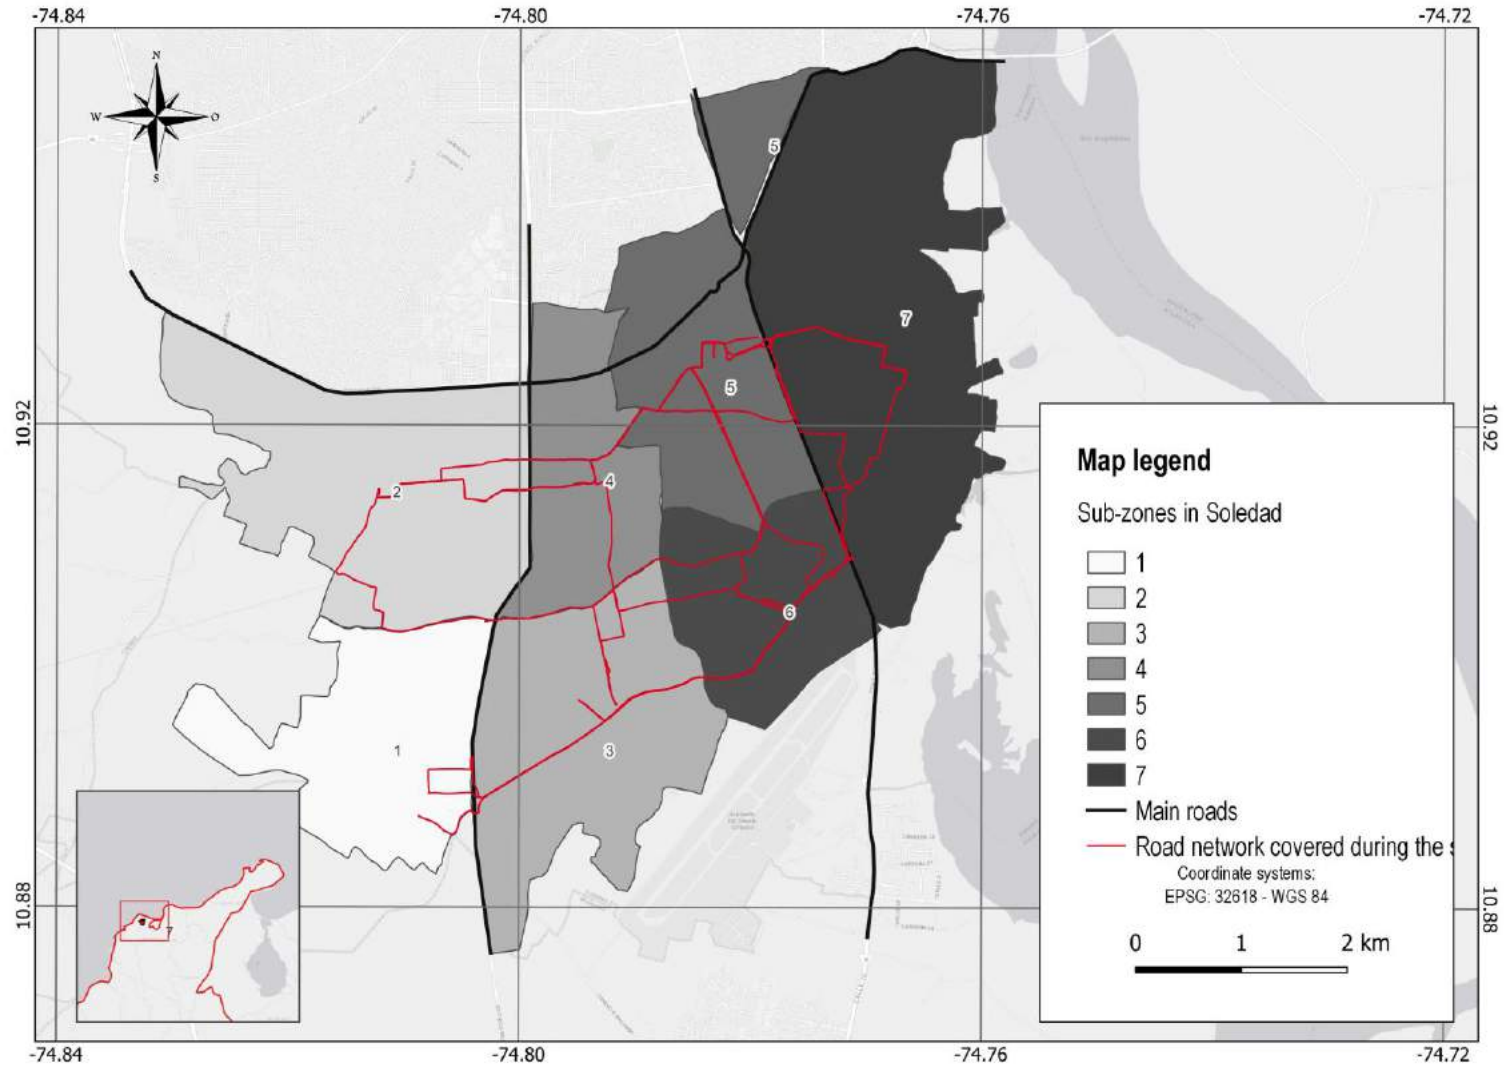 -74.84 -74.80 -74.76 -74.72
N
W O
S
5
7
5
10.92 10.92
4
2
6
1
3
Map legend
Sub-zones in Soledad
1
2
3
4
5
6
7
Main roads
Road network covered during the s
Coordinate systems:
EPSG: 32618 - WGS 84
0 1 2 km
7
10.88 10.88
-74.84 -74.80 -74.76 -74.72